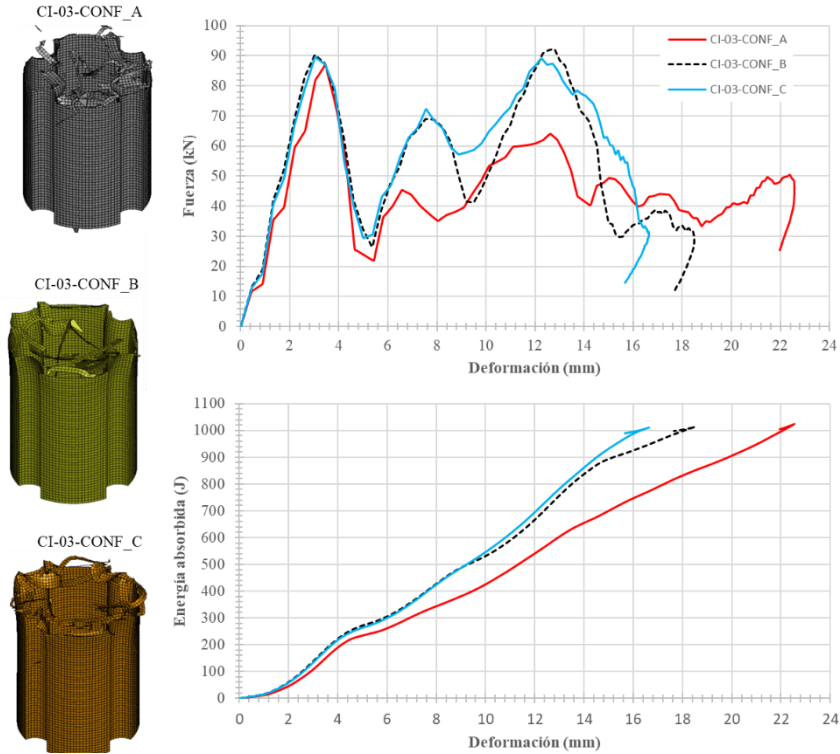 CI-03-CONF_A
CI-03-CONF_B
CI-03-CONF_C
100
90
80
70
60
50
40
30
20
10
0
Fuerza (kN)
CI-03-CONF_A
CI-03-CONF_B
CI-03-CONF_C
0 2 4 6 8 10 12 14 16 18 20 22 24
Deformación (mm)
1100
1000
900
800
700
600
500
400
300
200
100
0
Energía absorbida (J)
0 2 4 6 8 10 12 14 16 18 20 22 24
Deformación (mm)